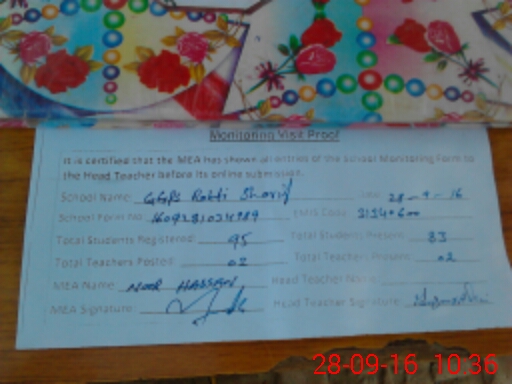 Monitoring Visit Proof
It is certified that the MEA has shown all entries of the School Monitoring Form to
the Head Teacher before its online submission.
School Name: GGPS Sharif Date: 28-9-16
School Form No. EMIS Code
Total Students Registered: 95 Total Students Present: 83
Total Teachers Posted: 02 Total Teachers Present: 02
MEA Name: NOOR HASSAN Head Teacher Name:
MEA Signature: Head Teacher Signature:
28-09-16 10:36